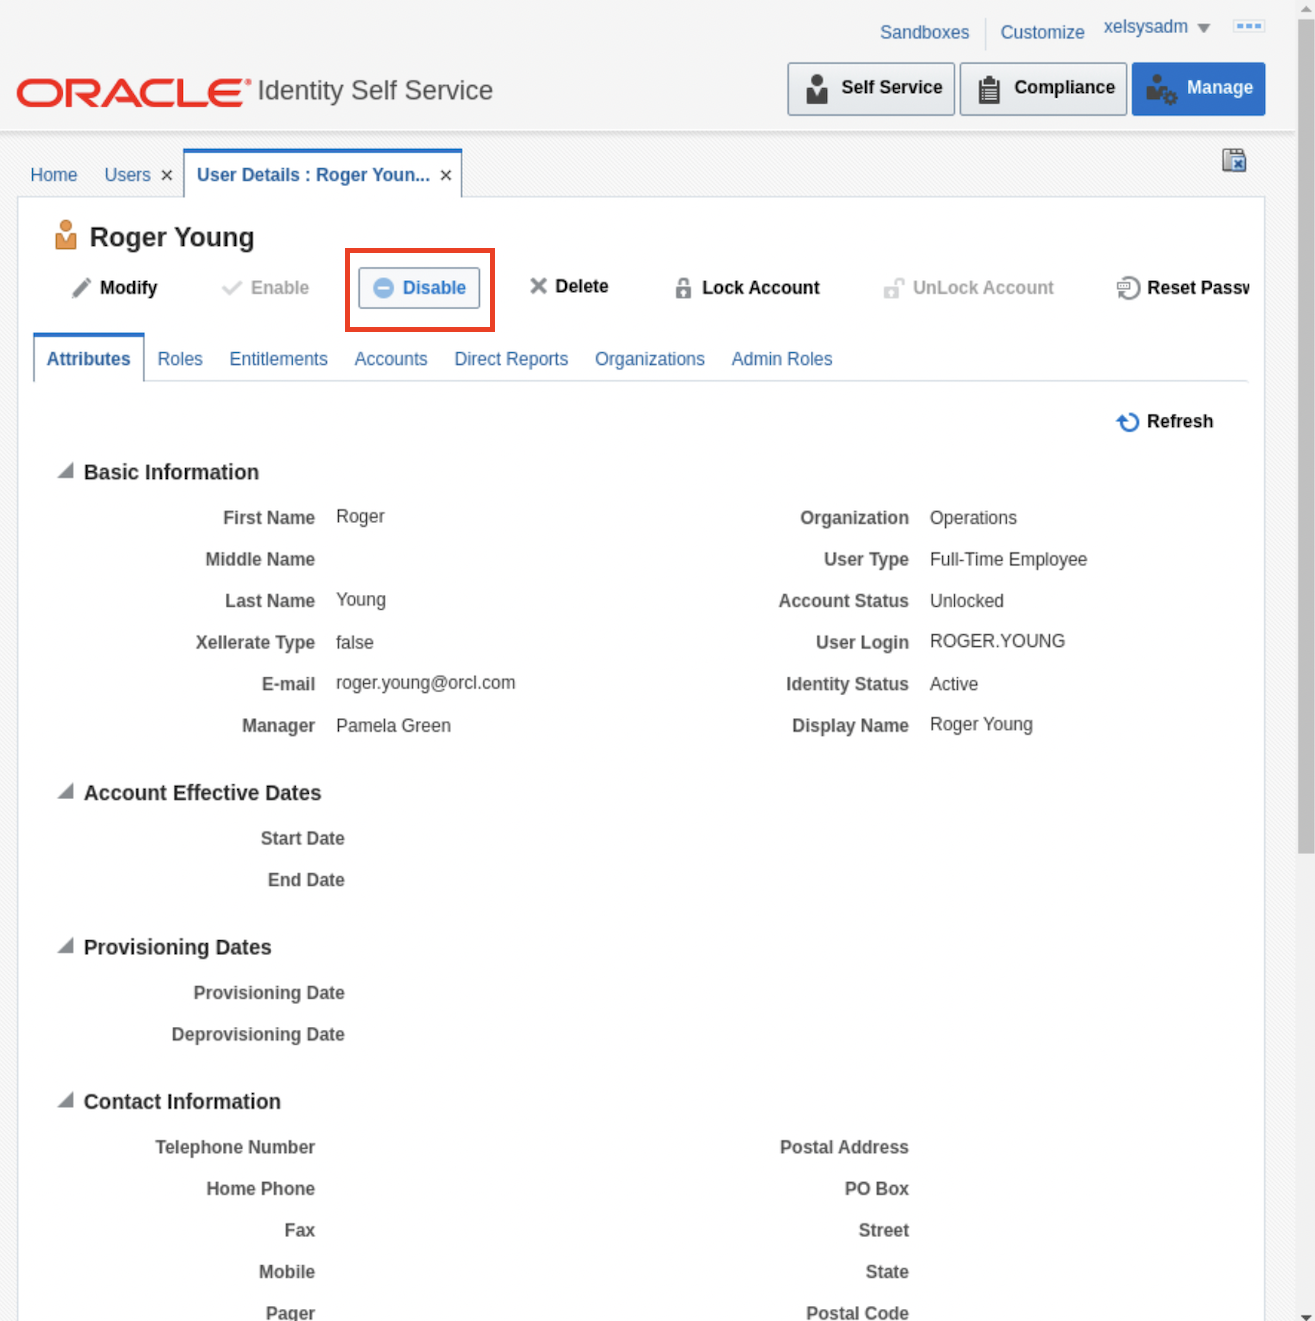 Sandboxes Customize xelsysadm
ORACLE® Identity Self Service
Self Service Compliance Manage
Home Users × User Details : Roger Youn... ×
Roger Young
Modify Enable Disable Delete Lock Account UnLock Account Reset Passw
Attributes Roles Entitlements Accounts Direct Reports Organizations Admin Roles
Refresh
Basic Information
First Name Roger Organization Operations
Middle Name User Type Full-Time Employee
Last Name Young Account Status Unlocked
Xellerate Type false User Login ROGER.YOUNG
E-mail roger.young@orcl.com Identity Status Active
Manager Pamela Green Display Name Roger Young
Account Effective Dates
Start Date
End Date
Provisioning Dates
Provisioning Date
Deprovisioning Date
Contact Information
Telephone Number Postal Address
Home Phone PO Box
Fax Street
Mobile State
Pager Postal Code